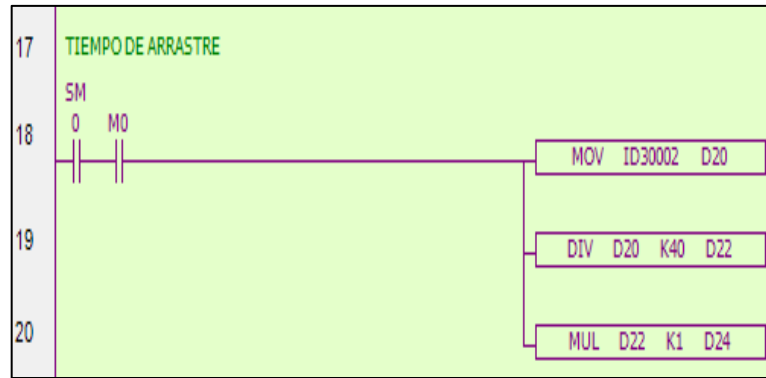 17 TIEMPO DE ARRASTRE
SM
0 M0
18
MOV ID30002 D20
19
DIV D20 K40 D22
20
MUL D22 K1 D24